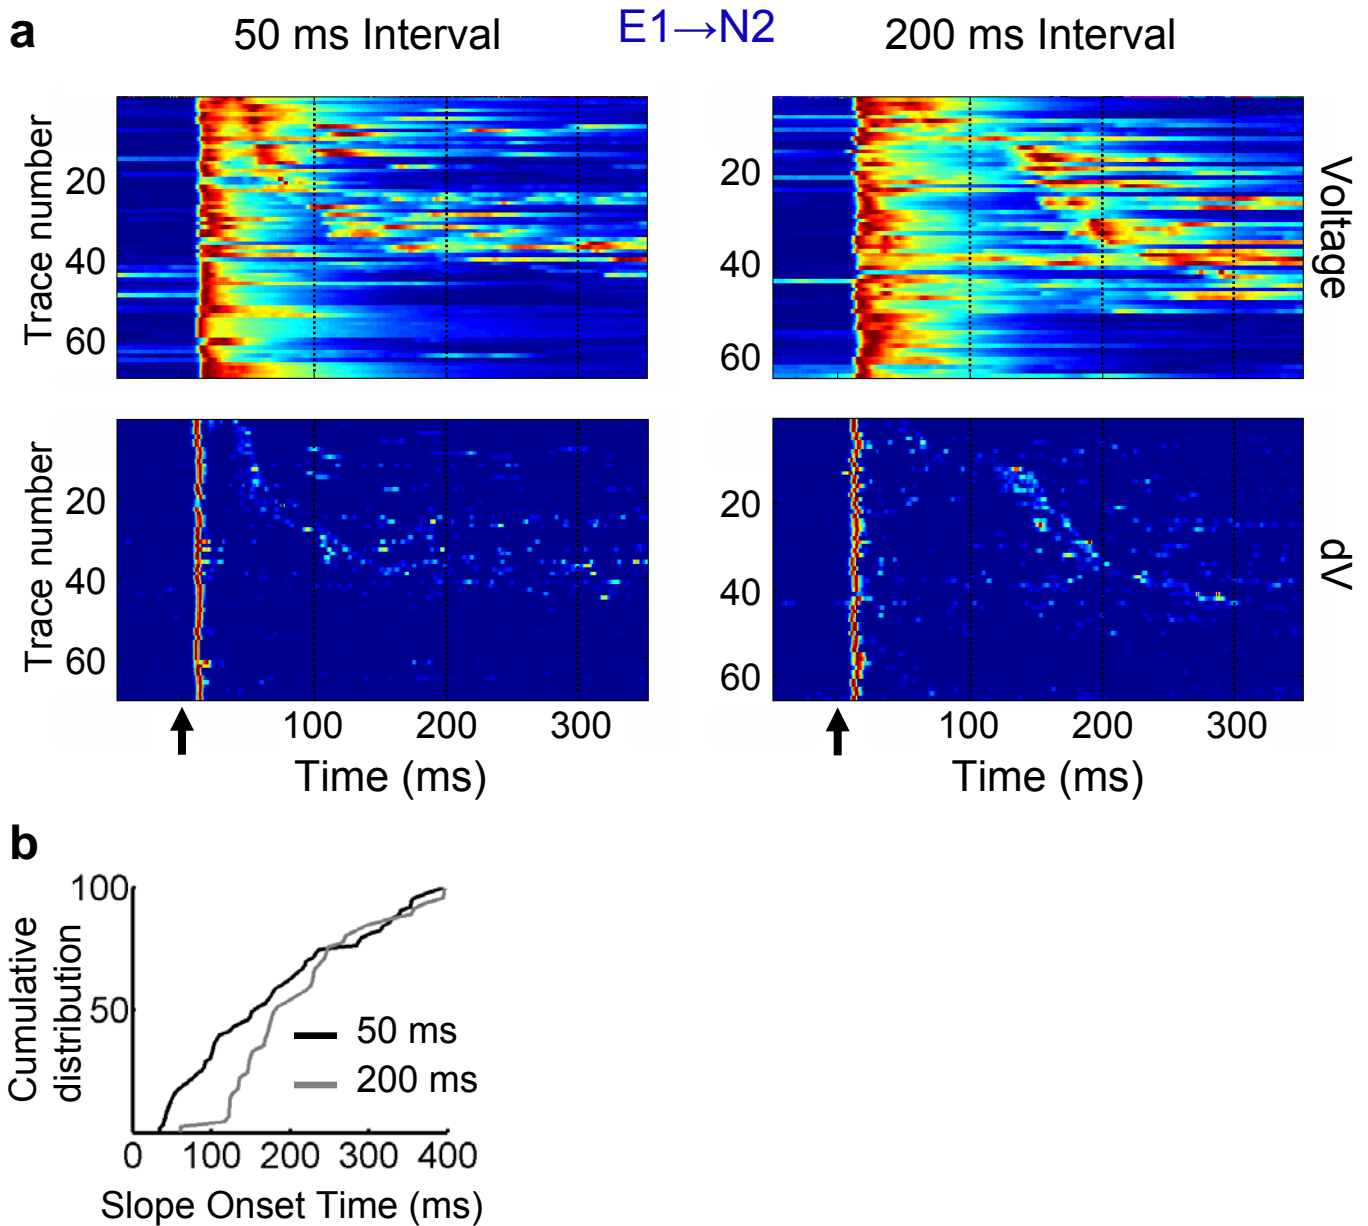 a
50 ms Interval
E1→N2
200 ms Interval
Trace number
20
40
60
20
40
60
Voltage
Trace number
20
40
60
20
40
60
dV
100
200
300
100
200
300
Time (ms)
Time (ms)
b
Cumulative
distribution
100
50
50 ms
200 ms
0
100
200
300
400
Slope Onset Time (ms)